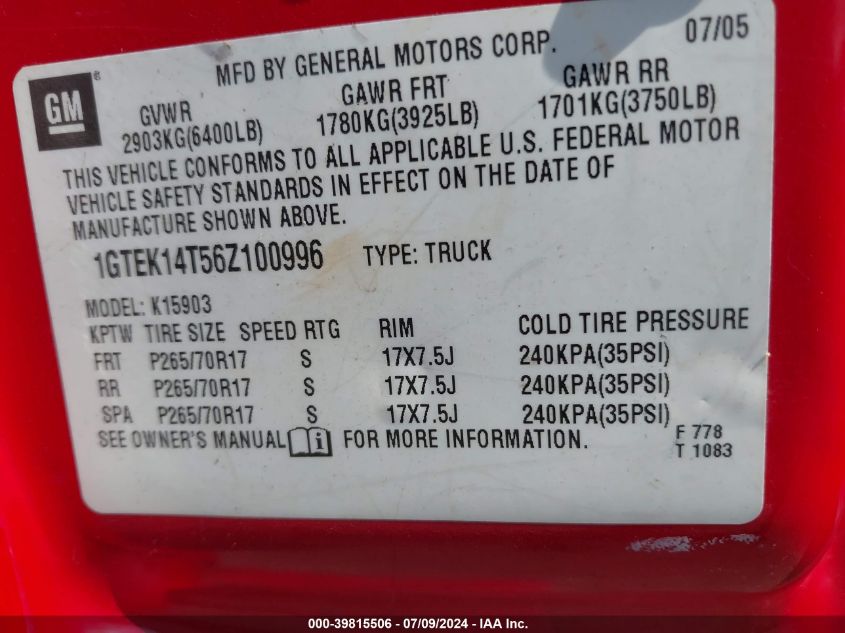 MFD BY GENERAL MOTORS CORP. 07/05
GM ®
GVWR GAWR FRT GAWR RR
2903KG(6400LB) 1780KG(3925LB) 1701KG(3750LB)
THIS VEHICLE CONFORMS TO ALL APPLICABLE U.S. FEDERAL MOTOR
VEHICLE SAFETY STANDARDS IN EFFECT ON THE DATE OF
MANUFACTURE SHOWN ABOVE.
1GTEK14T56Z100996 TYPE: TRUCK
MODEL: K15903
KPTW TIRE SIZE SPEED RTG RIM COLD TIRE PRESSURE
FRT P265/70R17 S 17X7.5J 240KPA(35PSI)
RR P265/70R17 S 17X7.5J 240KPA(35PSI)
SPA P265/70R17 S 17X7.5J 240KPA(35PSI)
SEE OWNER'S MANUAL i FOR MORE INFORMATION.
F 778
T 1083
000-39815506 - 07/09/2024 - IAA Inc.